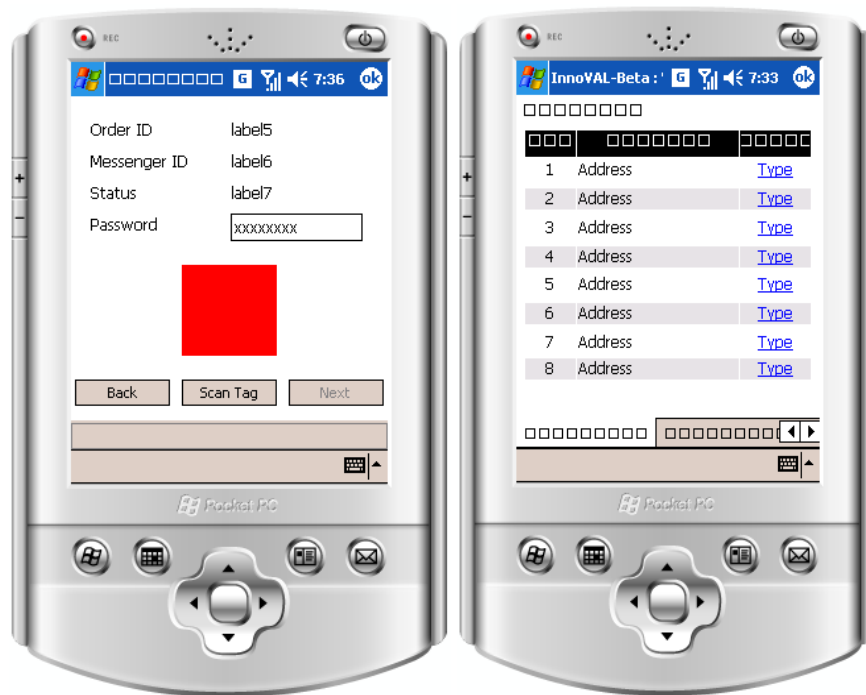 REC
G 7:36 ok
Order ID label5
Messenger ID label6
Status label7
Password xxxxxxxx
Back Scan Tag Next
Pocket PC
REC
InnoVAL-Beta : ' G 7:33 ok
1 Address Type
2 Address Type
3 Address Type
4 Address Type
5 Address Type
6 Address Type
7 Address Type
8 Address Type
Pocket PC